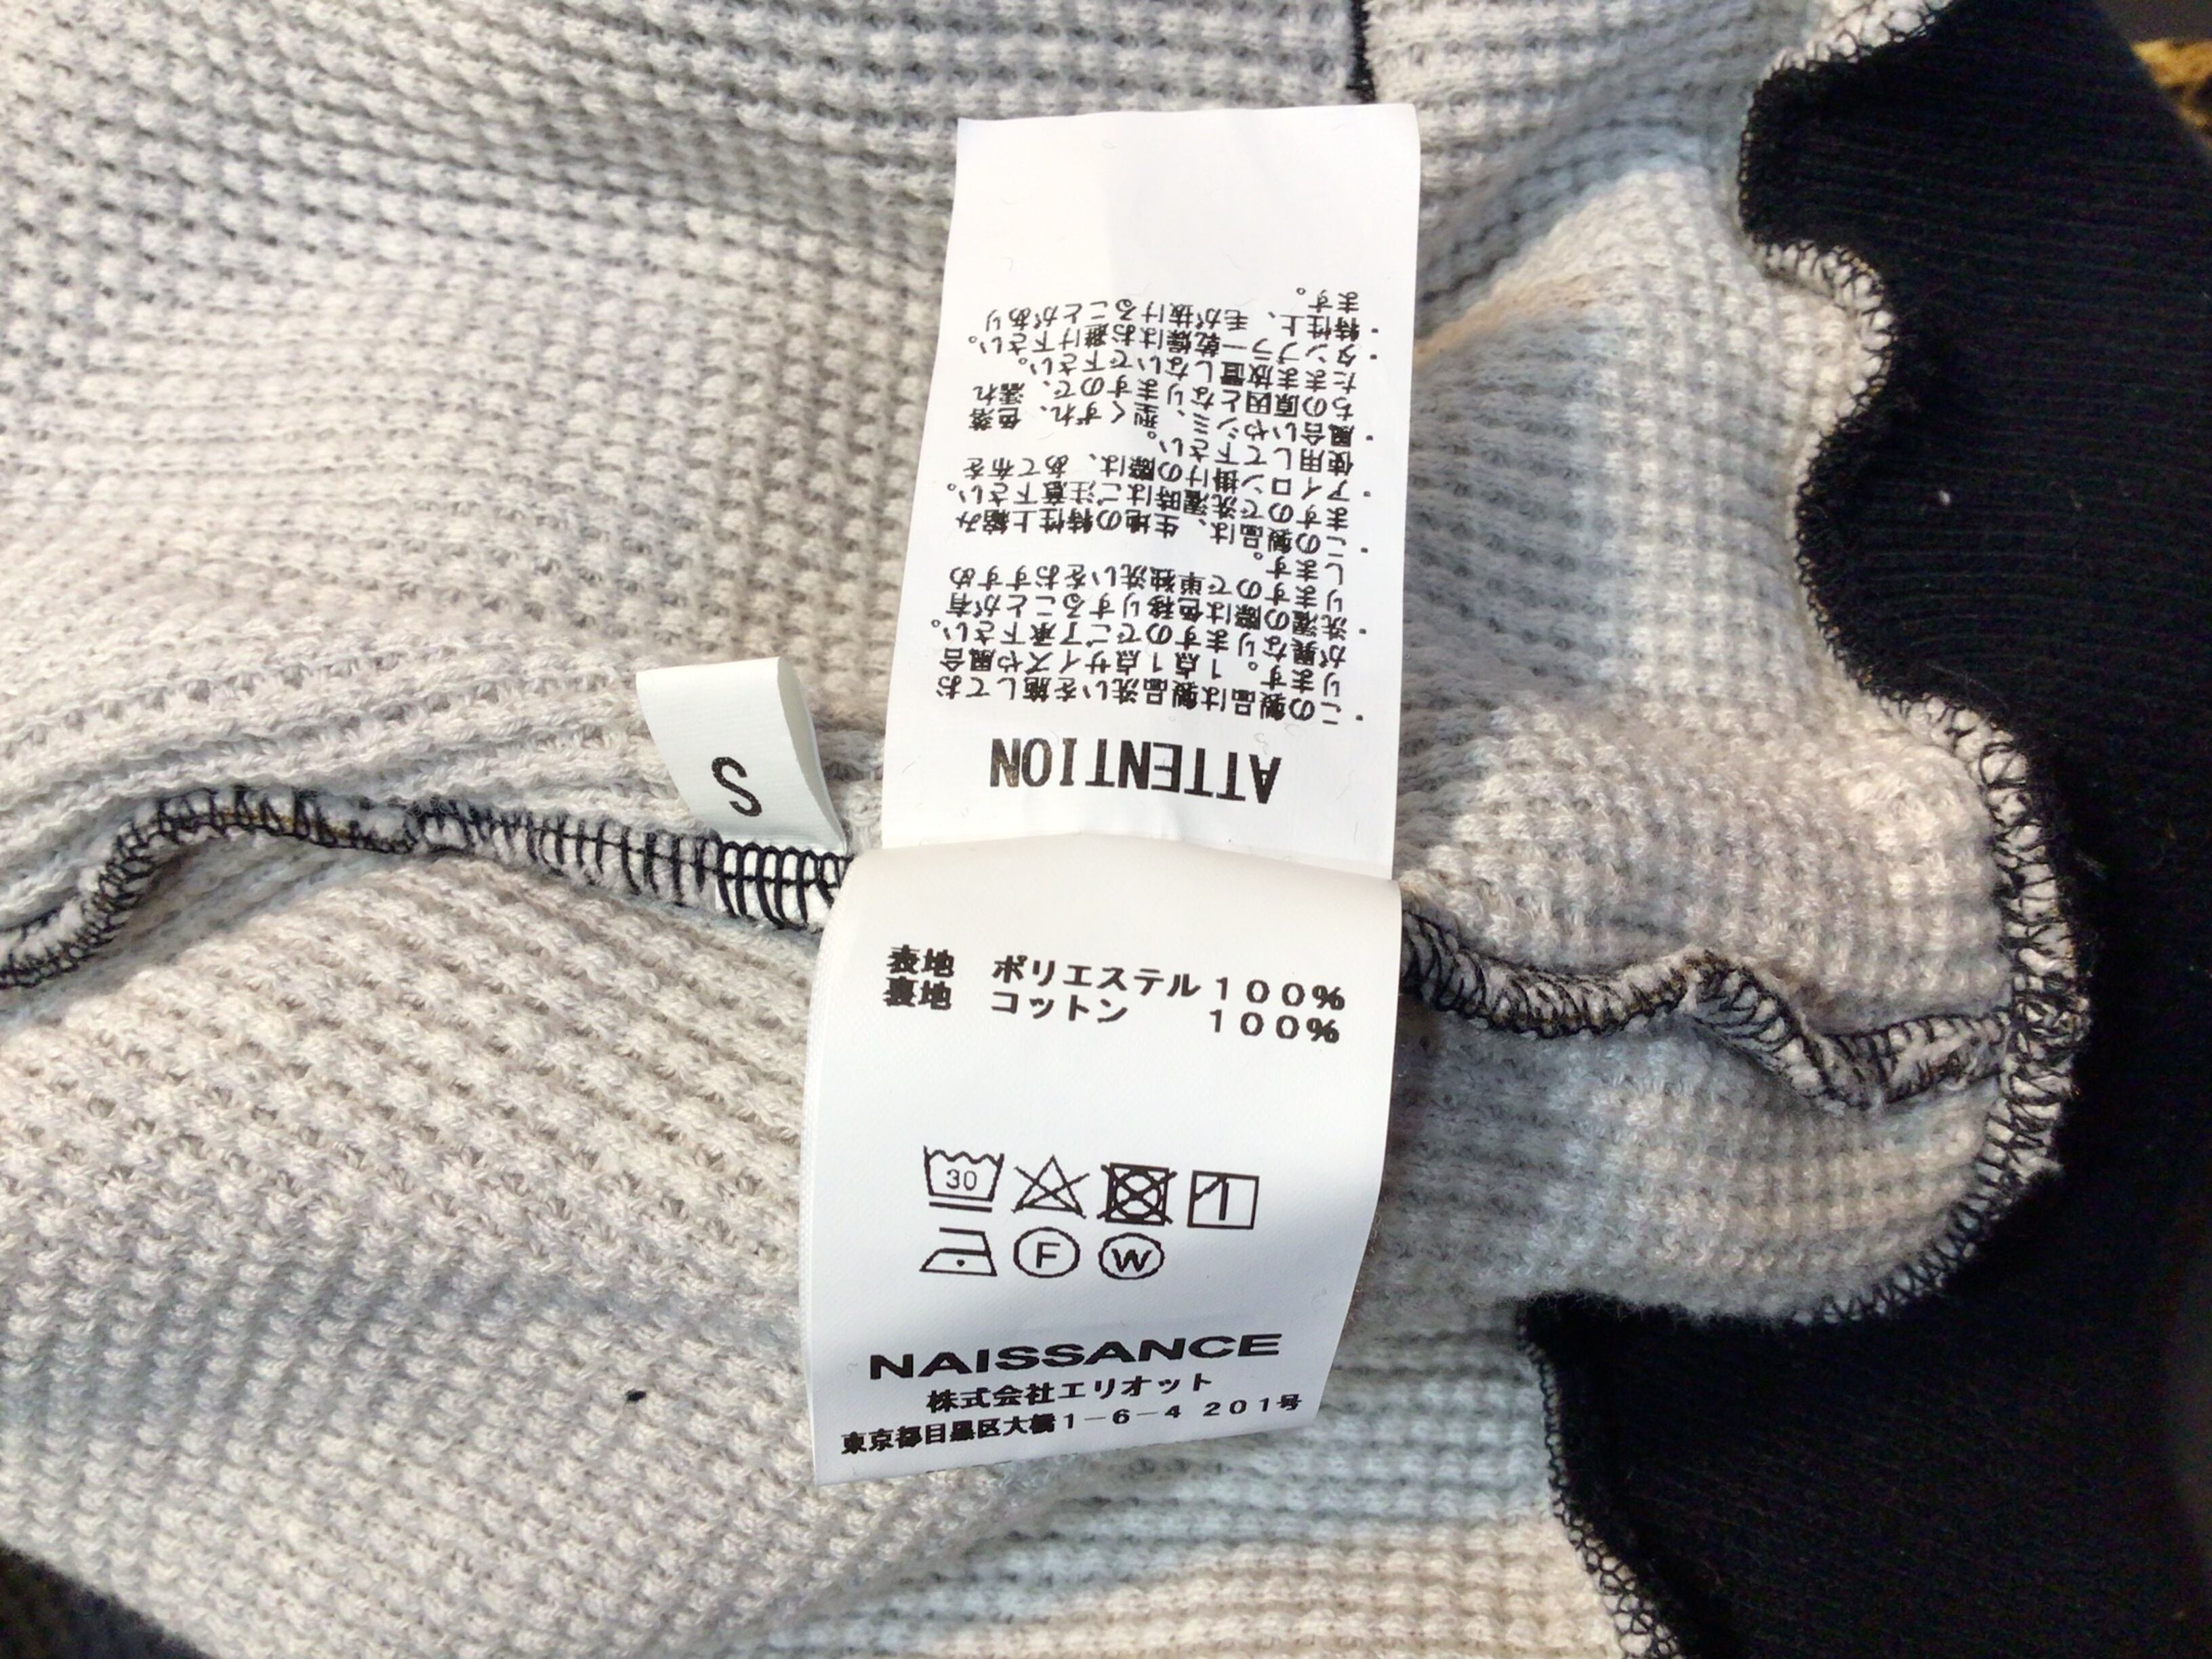 S
ATTENTION
・この製品は製品洗いを施してお
ります。1点1点サイズや風合
が異なりますのでご了承下さい。
・洗濯の際は色移りすることが有
りますので単独洗いをおすすめ
します。
・この製品は、生地の特性上縮み
ますので洗濯時はご注意下さい。
・アイロン掛けの際は、あて布を
使用して下さい。
・風合いやシミ、型くずれ、色落
ちの原因となりますので、濡れ
たまま放置しないで下さい。
・タンブラー乾燥はお避け下さい。
・特性上、毛が抜けることがあり
ます。
表地 ポリエステル100%
裏地 コットン 100%
30
F W
NAISSANCE
株式会社エリオット
東京都目黒区大橋1-6-4 201号